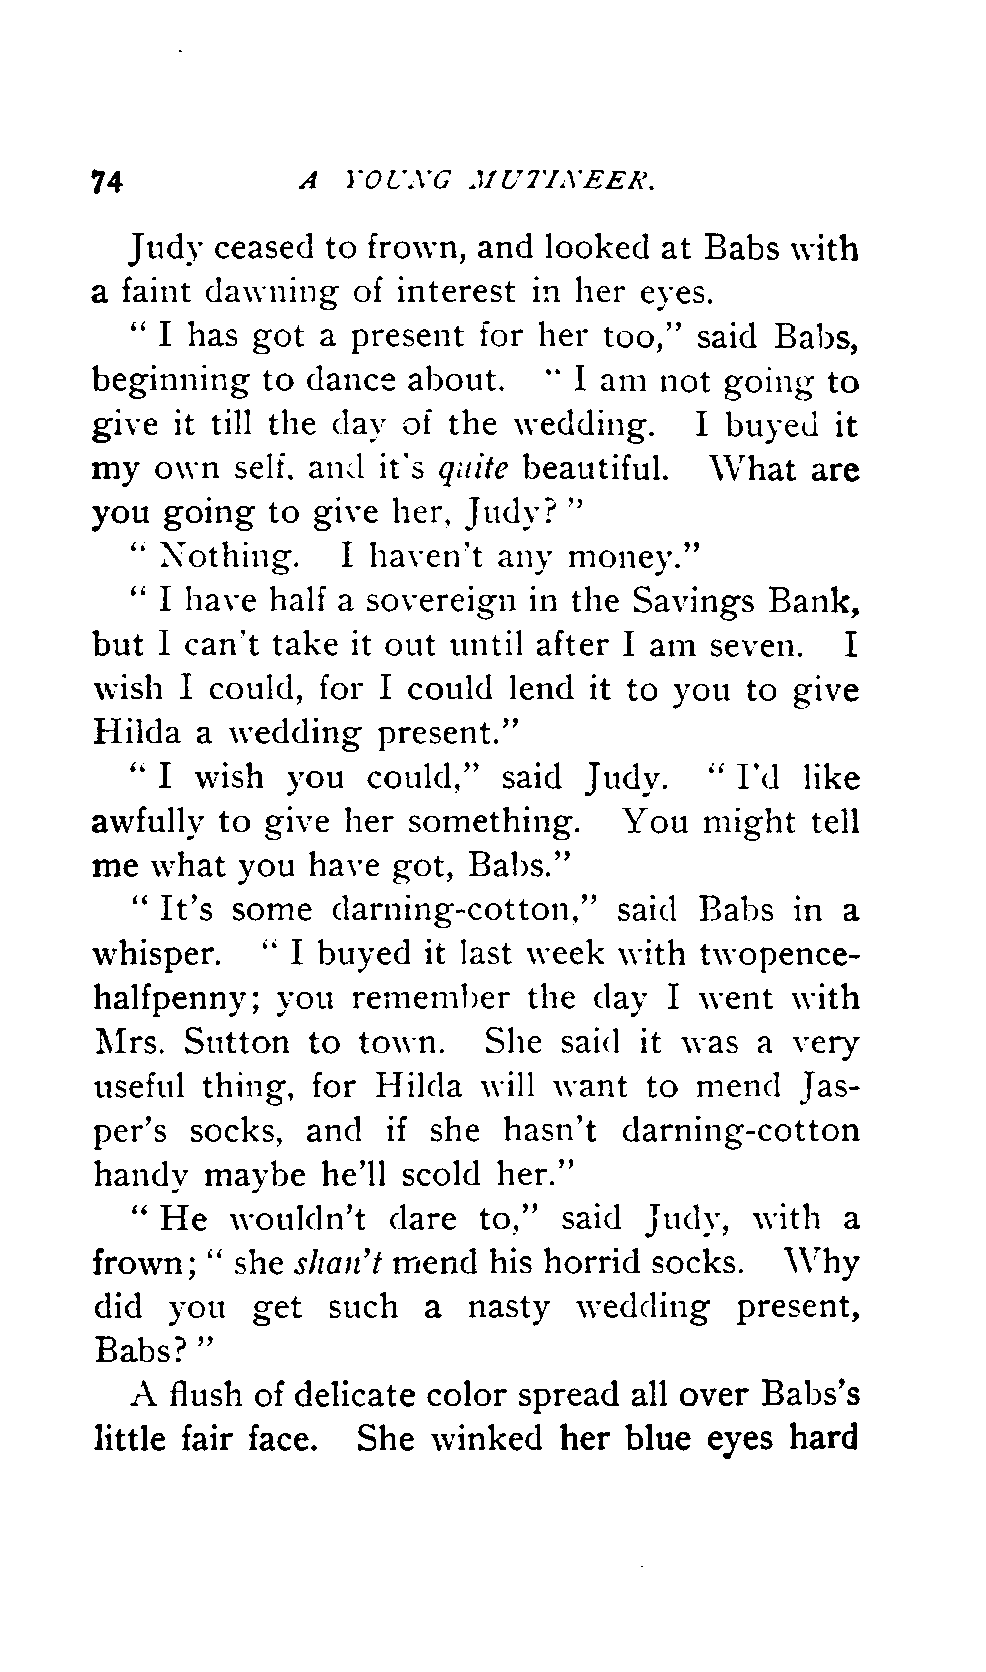 74 A YOUNG MUTINEER.
Judy ceased to frown, and looked at Babs with
a faint dawning of interest in her eyes.
“ I has got a present for her too,” said Babs,
beginning to dance about. “ I am not going to
give it till the day of the wedding. I buyed it
my own self, and it's quite beautiful. What are
you going to give her, Judy? ”
“ Nothing. I haven't any money.”
“ I have half a sovereign in the Savings Bank,
but I can't take it out until after I am seven. I
wish I could, for I could lend it to you to give
Hilda a wedding present.”
“ I wish you could,” said Judy. “ I'd like
awfully to give her something. You might tell
me what you have got, Babs.”
“ It's some darning-cotton,” said Babs in a
whisper. “ I buyed it last week with twopence-
halfpenny; you remember the day I went with
Mrs. Sutton to town. She said it was a very
useful thing, for Hilda will want to mend Jas-
per's socks, and if she hasn't darning-cotton
handy maybe he'll scold her.”
“ He wouldn't dare to,” said Judy, with a
frown; “ she shan't mend his horrid socks. Why
did you get such a nasty wedding present,
Babs? ”
A flush of delicate color spread all over Babs's
little fair face. She winked her blue eyes hard